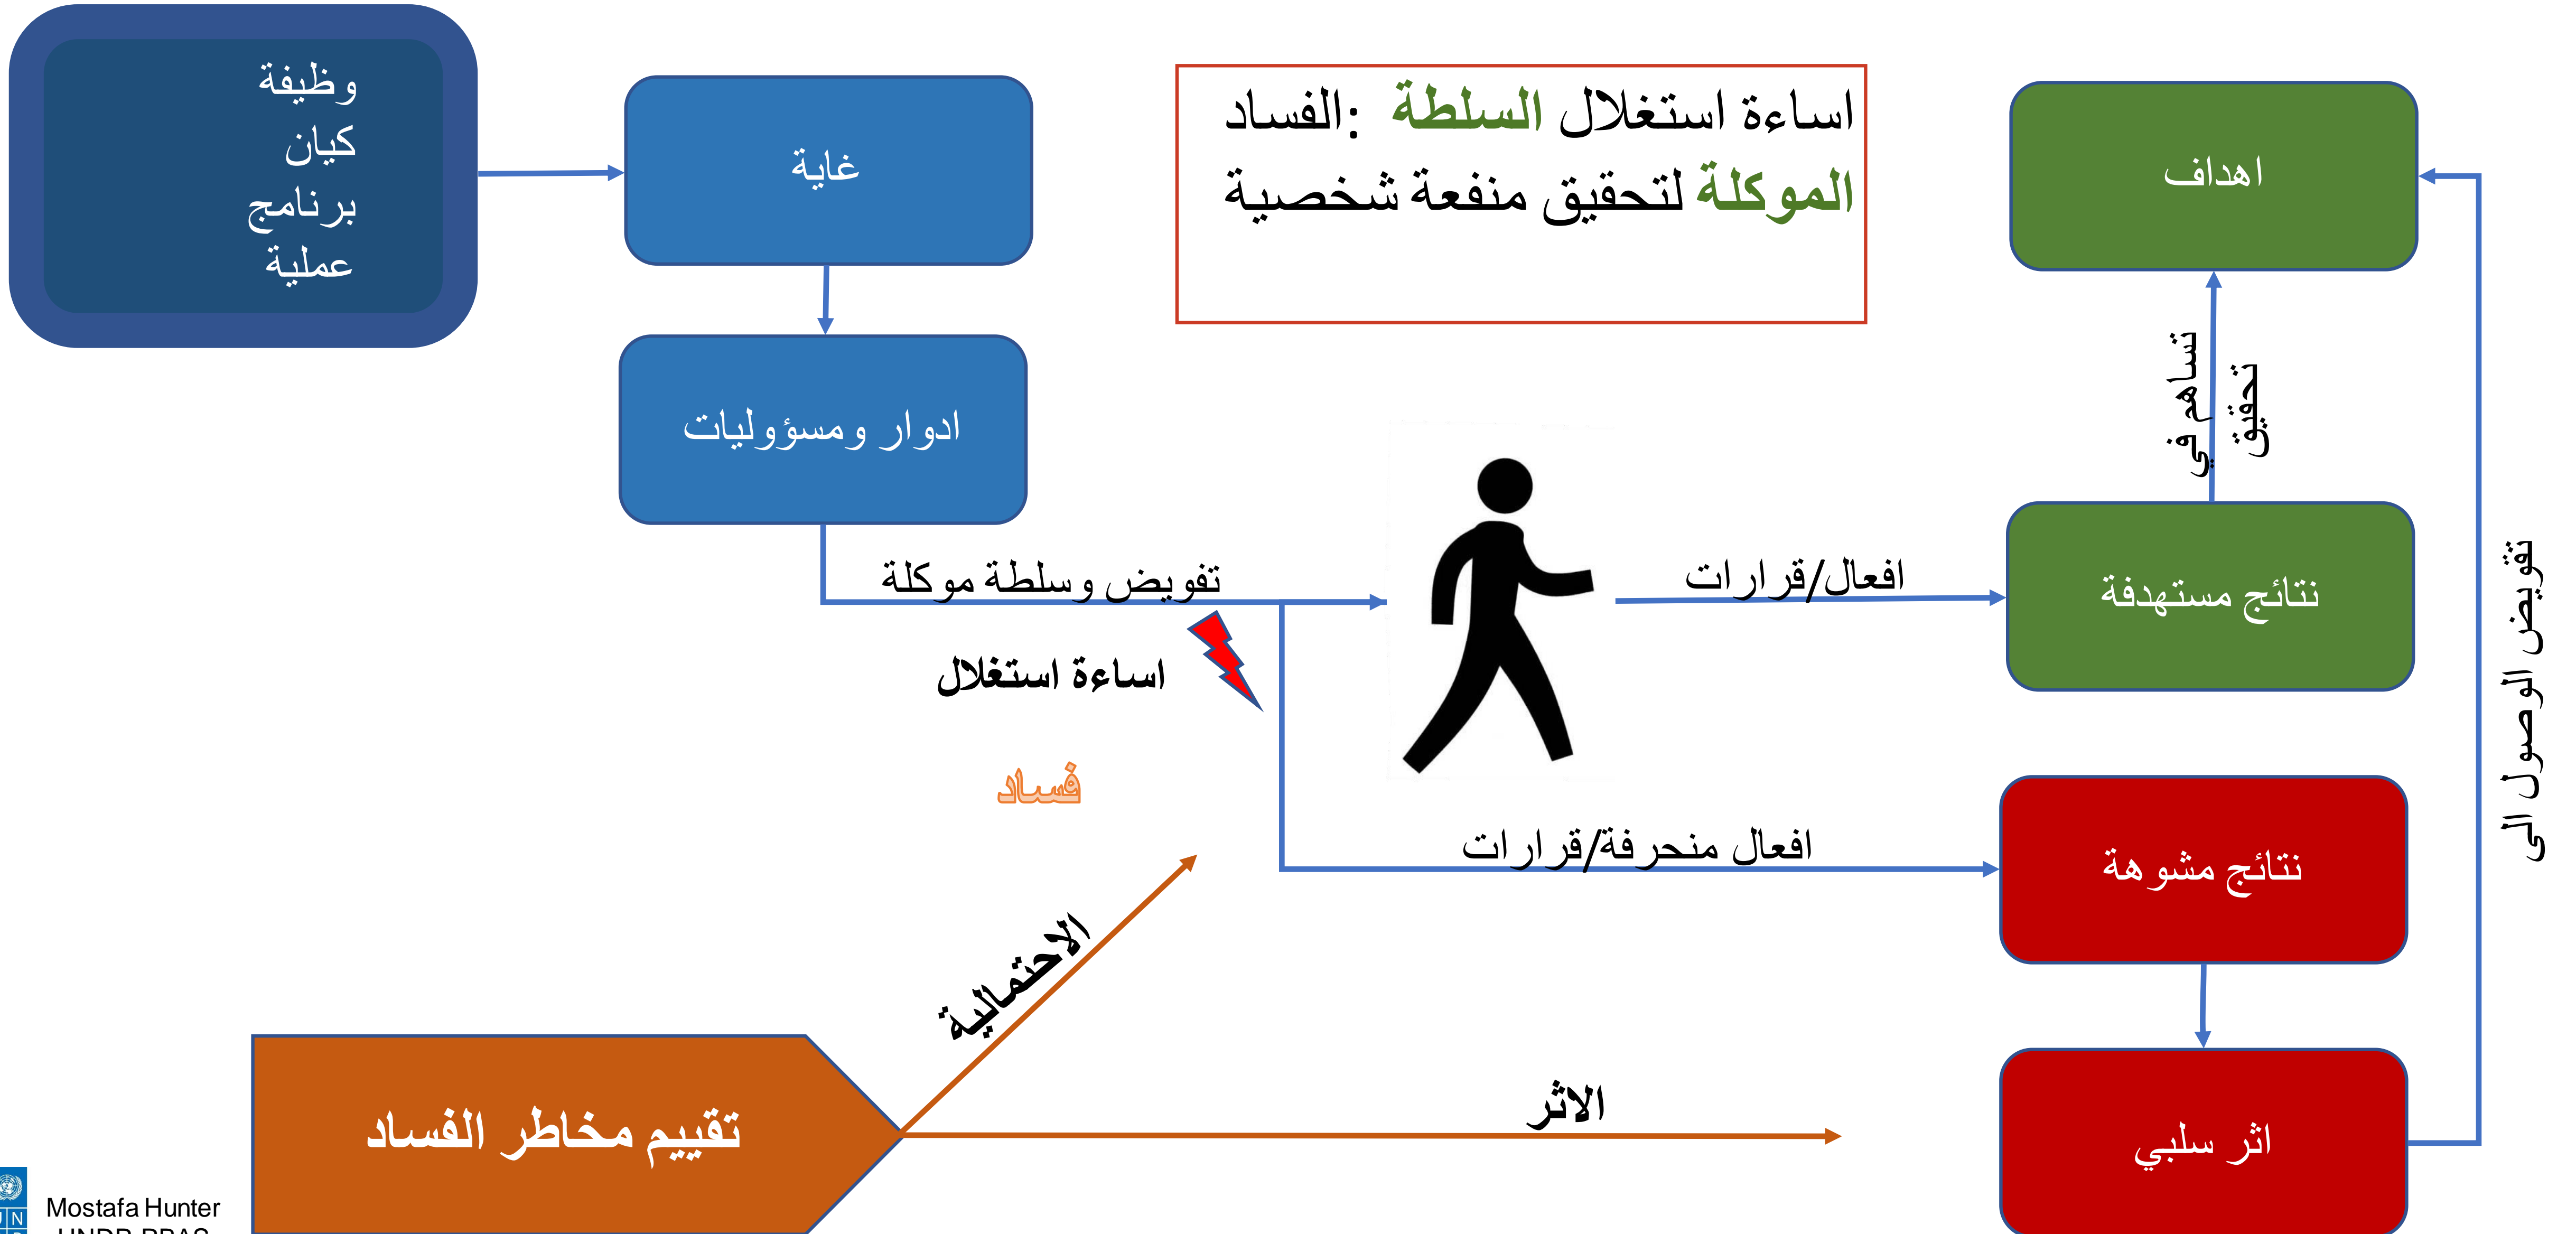 وظيفة
كيان
برنامج
عملية
غاية
اساءة استغلال السلطة :الفساد
الموكلة لتحقيق منفعة شخصية
اهداف
ادوار ومسؤوليات
تساهم في
تحقيق
تفويض وسلطة موكلة
افعال/قرارات
نتائج مستهدفة
تقويض الوصول الى
اساءة استغلال
فساد
افعال منحرفة/قرارات
نتائج مشوهة
الاحتمالية
الاثر
تقييم مخاطر الفساد
اثر سلبي
Mostafa Hunter